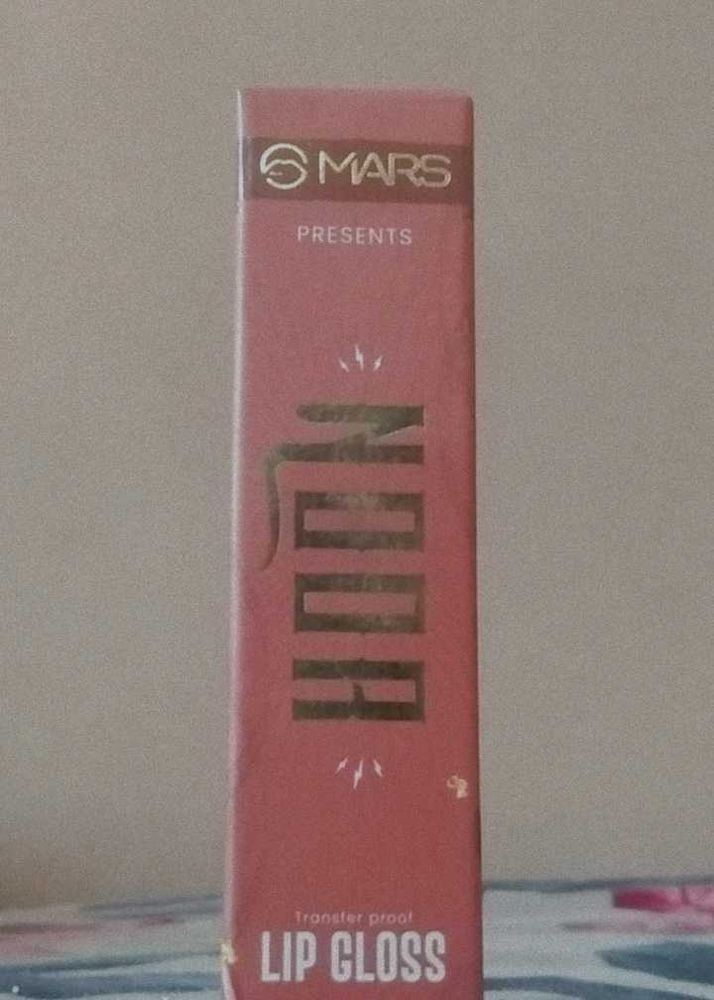 MARS
PRESENTS
NOOR
Transfer proof
LIP GLOSS